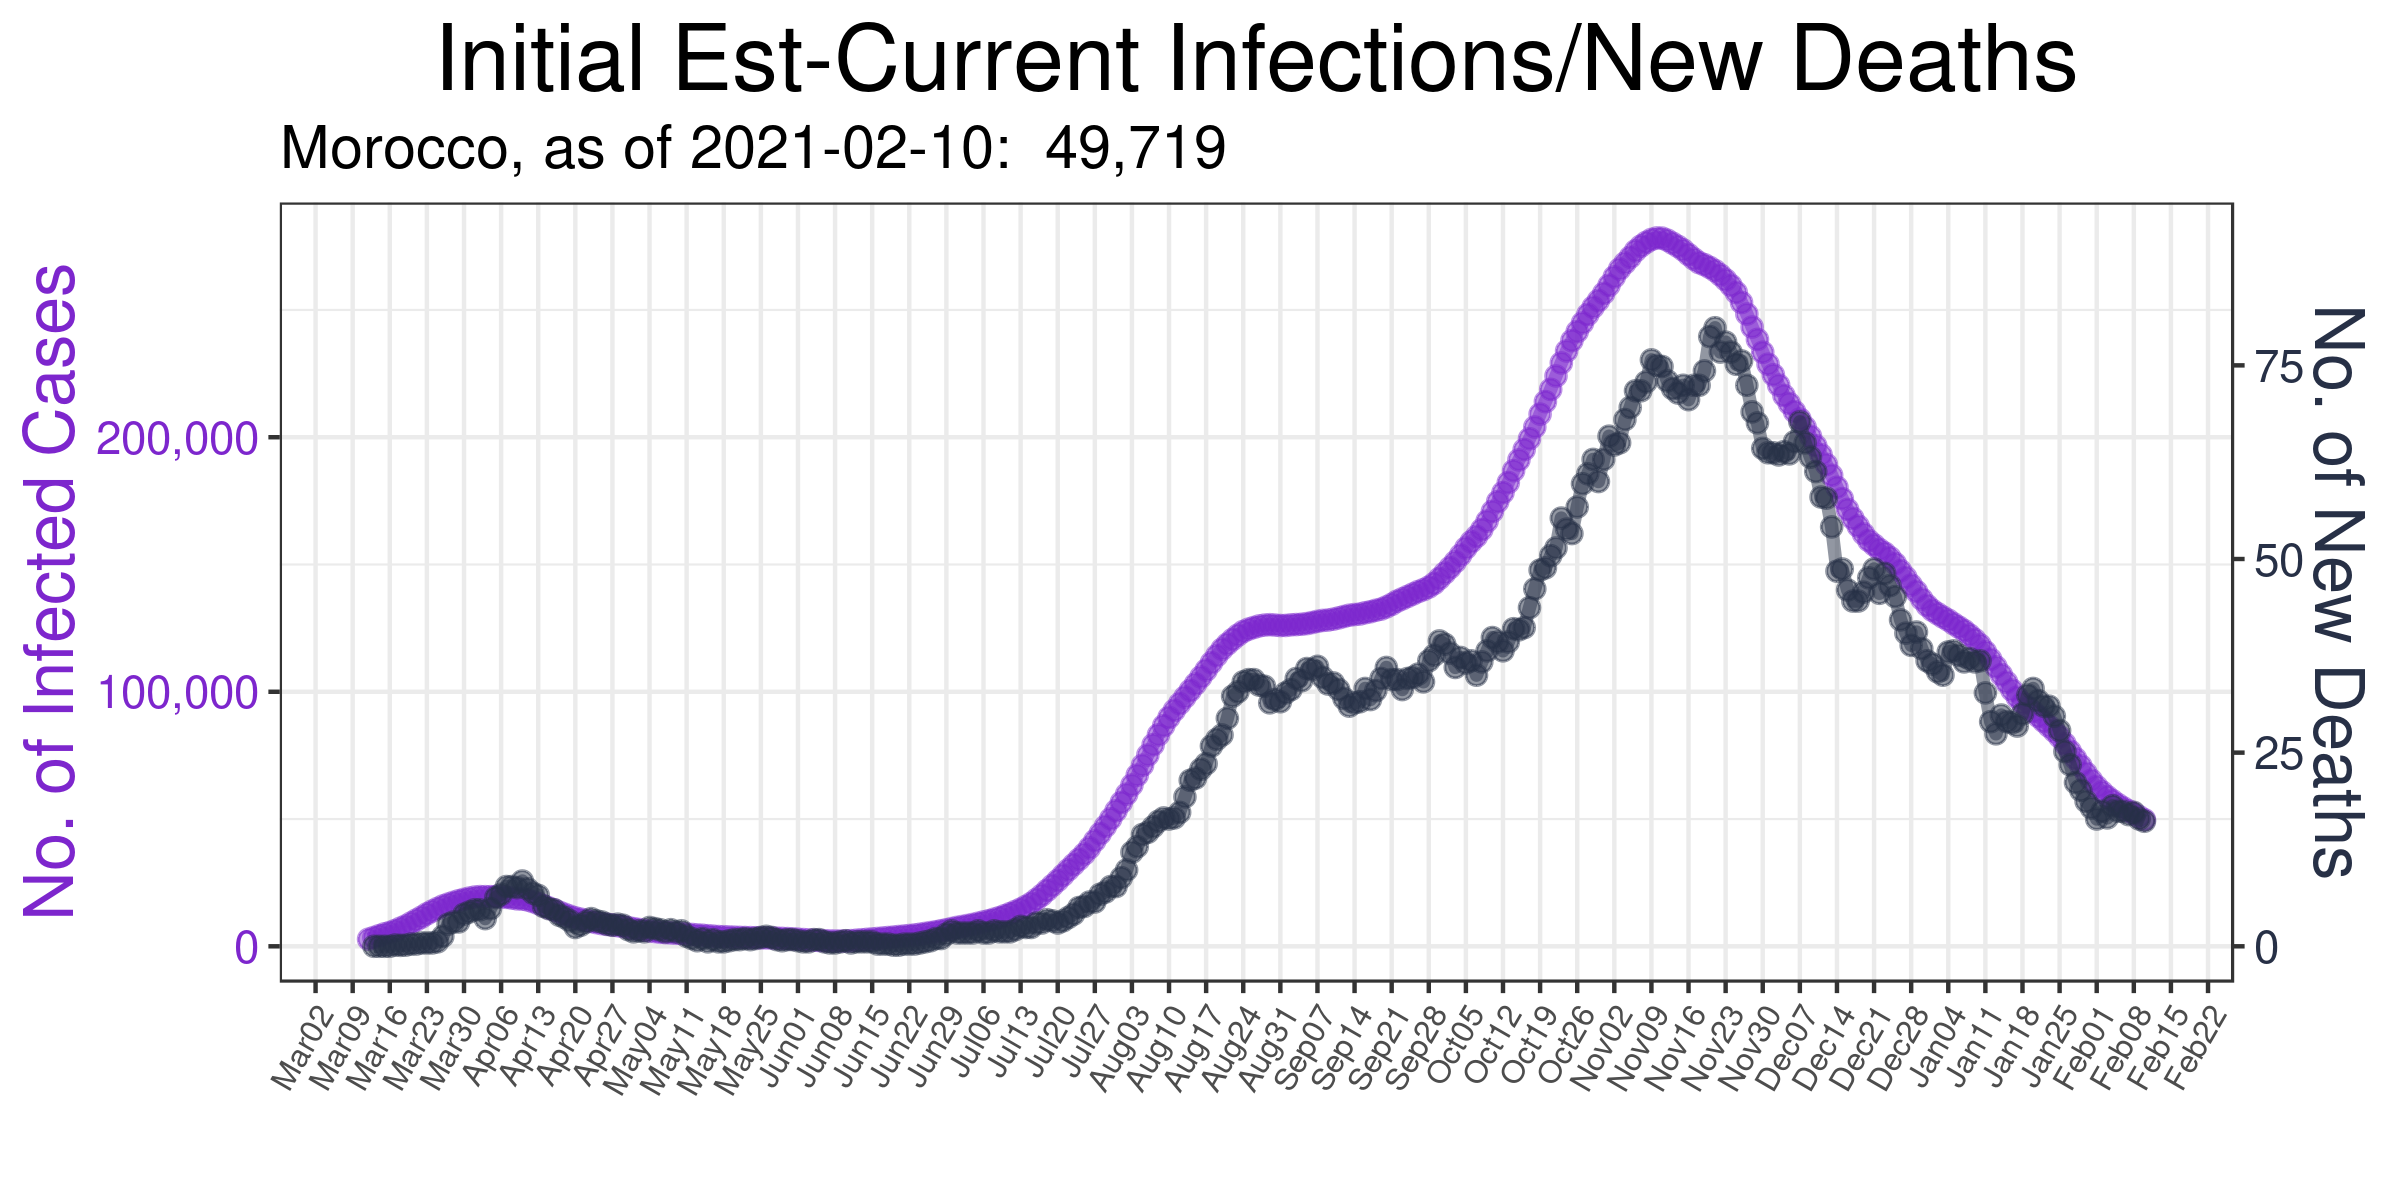 Initial Est-Current Infections/New Deaths
Morocco, as of 2021-02-10:  49,719
No. of Infected Cases
200,000
100,000
0
75
50
25
0
No. of New Deaths
Mar02
Mar09
Mar16
Mar23
Mar30
Apr06
Apr13
Apr20
Apr27
May04
May11
May18
May25
Jun01
Jun08
Jun15
Jun22
Jun29
Jul06
Jul13
Jul20
Jul27
Aug03
Aug10
Aug17
Aug24
Aug31
Sep07
Sep14
Sep21
Sep28
Oct05
Oct12
Oct19
Oct26
Nov02
Nov09
Nov16
Nov23
Nov30
Dec07
Dec14
Dec21
Dec28
Jan04
Jan11
Jan18
Jan25
Feb01
Feb08
Feb15
Feb22